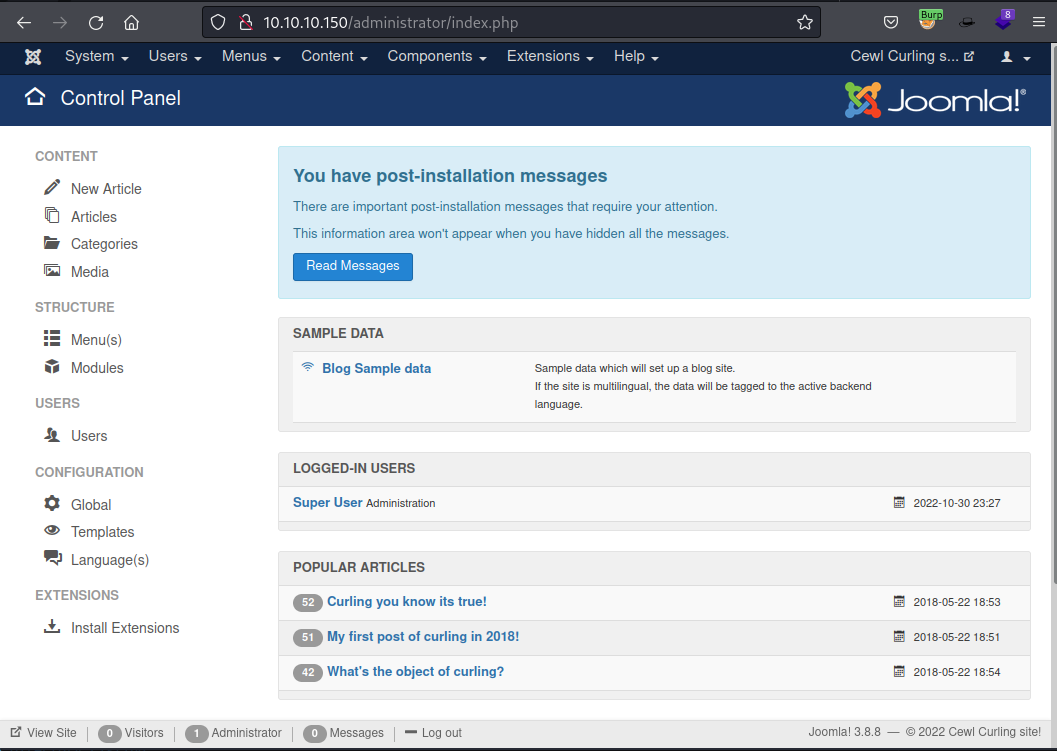 10.10.10.150/administrator/index.php
Burp
8
System Users Menus Content Components Extensions Help Cewl Curling s...
Control Panel
Joomla!®
CONTENT
New Article
Articles
Categories
Media
STRUCTURE
Menu(s)
Modules
USERS
Users
CONFIGURATION
Global
Templates
Language(s)
EXTENSIONS
Install Extensions
You have post-installation messages
There are important post-installation messages that require your attention.
This information area won't appear when you have hidden all the messages.
Read Messages
SAMPLE DATA
Blog Sample data
Sample data which will set up a blog site.
If the site is multilingual, the data will be tagged to the active backend
language.
LOGGED-IN USERS
Super User Administration 2022-10-30 23:27
POPULAR ARTICLES
52 Curling you know its true! 2018-05-22 18:53
51 My first post of curling in 2018! 2018-05-22 18:51
42 What's the object of curling? 2018-05-22 18:54
View Site 0 Visitors 1 Administrator 0 Messages Log out Joomla! 3.8.8 — © 2022 Cewl Curling site!